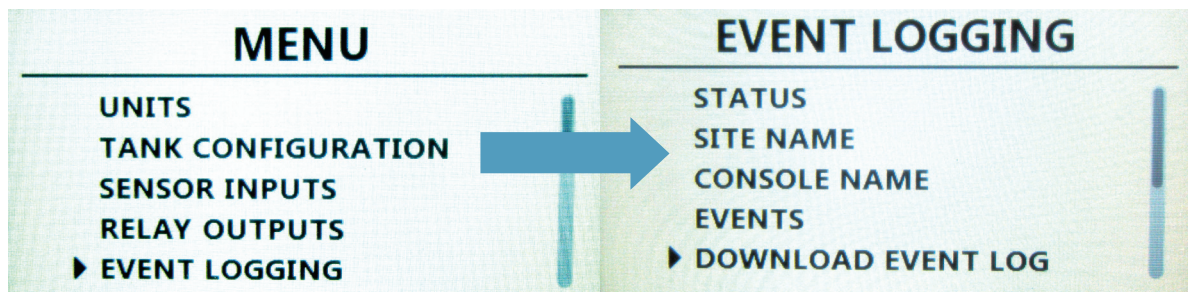 MENU
UNITS
TANK CONFIGURATION
SENSOR INPUTS
RELAY OUTPUTS
EVENT LOGGING
EVENT LOGGING
STATUS
SITE NAME
CONSOLE NAME
EVENTS
DOWNLOAD EVENT LOG